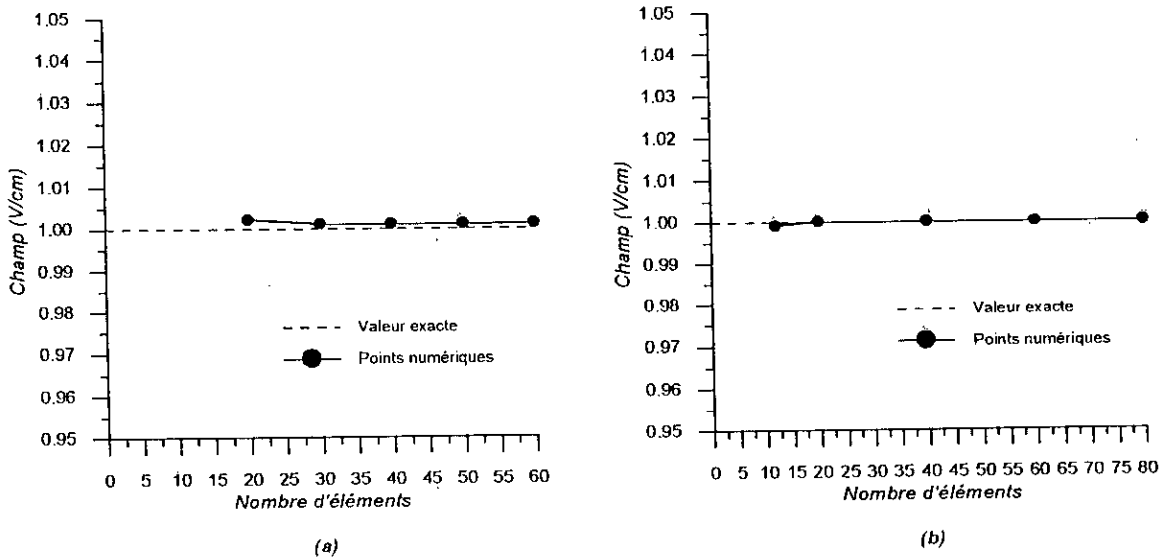 1.05
1.04
1.03
1.02
1.01
1.00
0.99
0.98
0.97
0.96
0.95
Champ (V/cm)
Valeur exacte
Points numériques
0 5 10 15 20 25 30 35 40 45 50 55 60
Nombre d'éléments
(a)
1.05
1.04
1.03
1.02
1.01
1.00
0.99
0.98
0.97
0.96
0.95
Champ (V/cm)
Valeur exacte
Points numériques
0 5 10 15 20 25 30 35 40 45 50 55 60 65 70 75 80
Nombre d'éléments
(b)